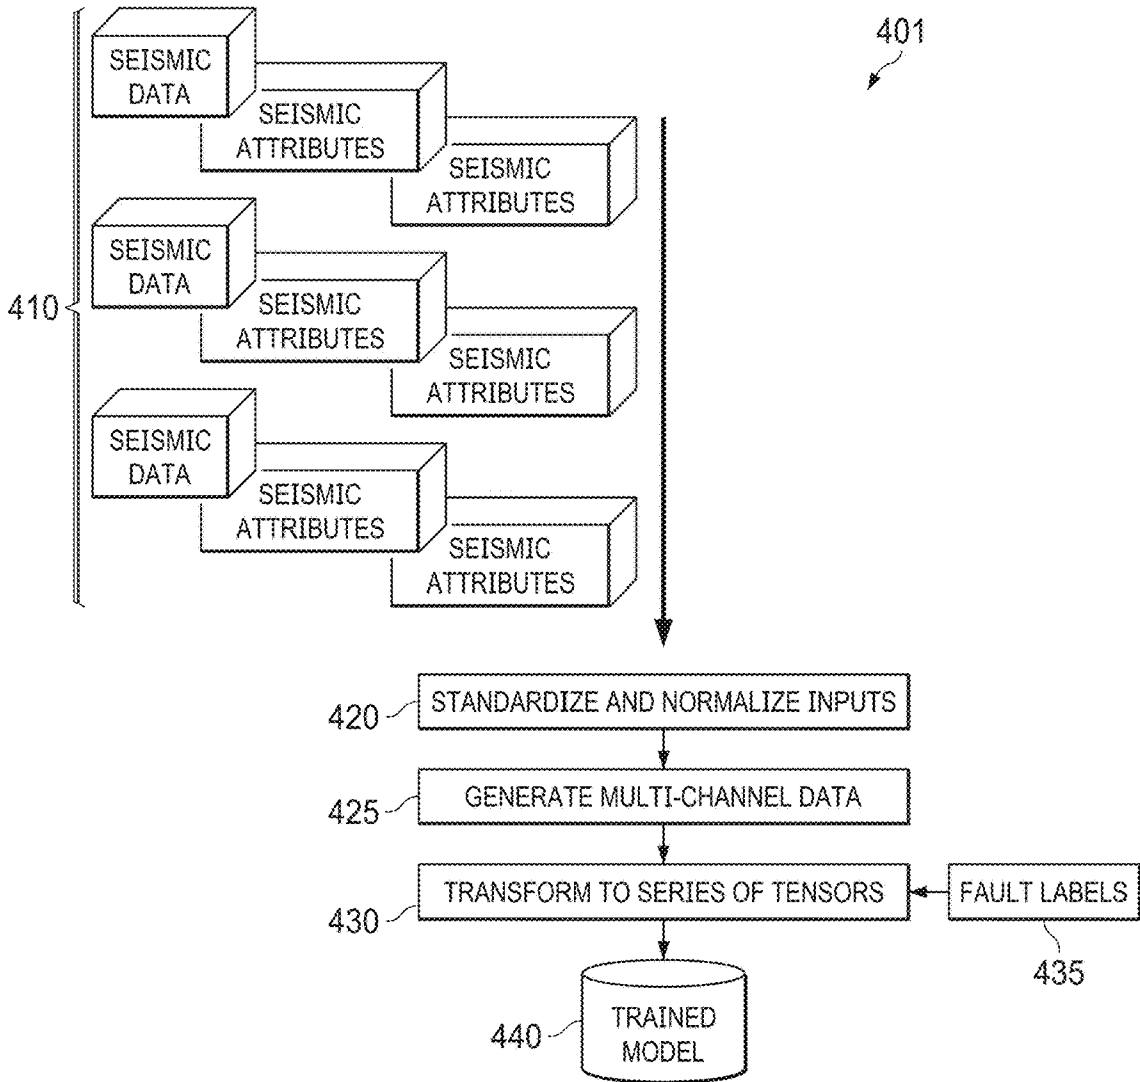 401
SEISMIC
DATA
SEISMIC
ATTRIBUTES
SEISMIC
ATTRIBUTES
410
SEISMIC
DATA
SEISMIC
ATTRIBUTES
SEISMIC
ATTRIBUTES
SEISMIC
DATA
SEISMIC
ATTRIBUTES
SEISMIC
ATTRIBUTES
420
STANDARDIZE AND NORMALIZE INPUTS
425
GENERATE MULTI-CHANNEL DATA
430
TRANSFORM TO SERIES OF TENSORS
FAULT LABELS
435
440
TRAINED
MODEL